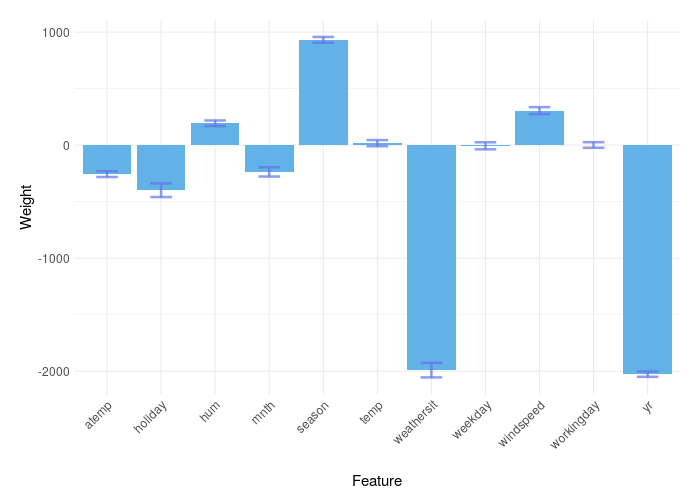 1000
0
-1000
-2000
Weight
atemp
holiday
hum
mnth
season
temp
weathersit
weekday
windspeed
workingday
yr
Feature